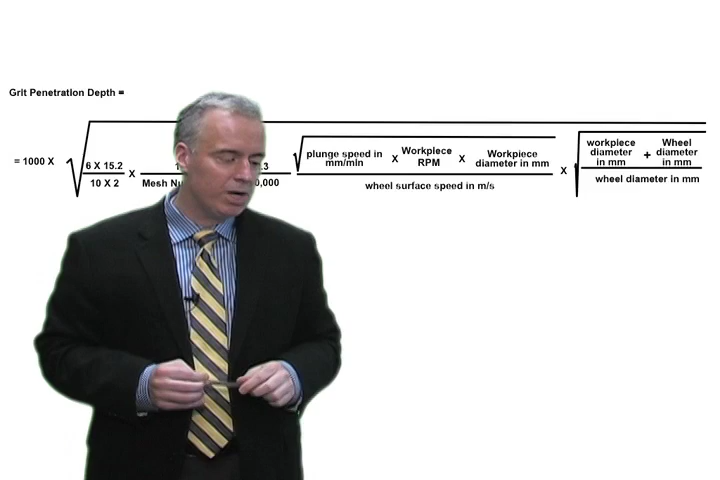 Grit Penetration Depth =
= 1000 X
6 X 15.2
10 X 2
X
Mesh
.3
0,000
plunge speed in
mm/min
X
Workpiece
RPM
X
Workpiece
diameter in mm
wheel surface speed in m/s
X
workpiece
diameter
in mm
+
Wheel
diameter
in mm
wheel diameter in mm